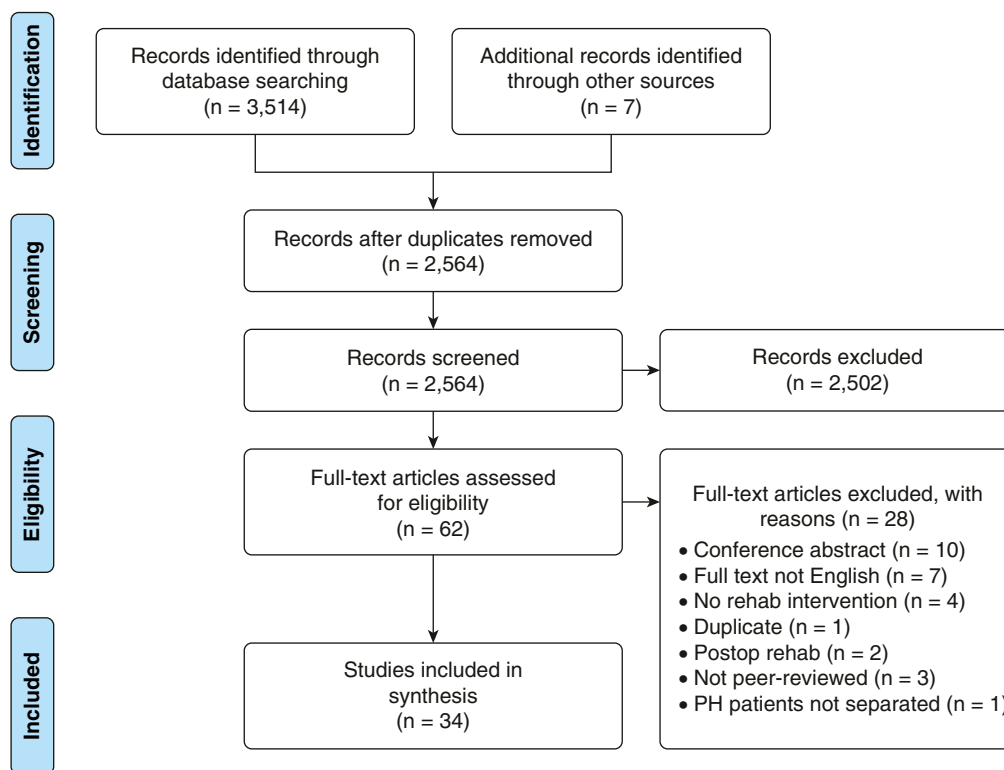 Identification
Records identified through
database searching
(n = 3,514)
Additional records identified
through other sources
(n = 7)
Screening
Records after duplicates removed
(n = 2,564)
Records screened
(n = 2,564)
Records excluded
(n = 2,502)
Eligibility
Full-text articles assessed
for eligibility
(n = 62)
Full-text articles excluded, with
reasons (n = 28)
• Conference abstract (n = 10)
• Full text not English (n = 7)
• No rehab intervention (n = 4)
• Duplicate (n = 1)
• Postop rehab (n = 2)
• Not peer-reviewed (n = 3)
• PH patients not separated (n = 1)
Included
Studies included in
synthesis
(n = 34)